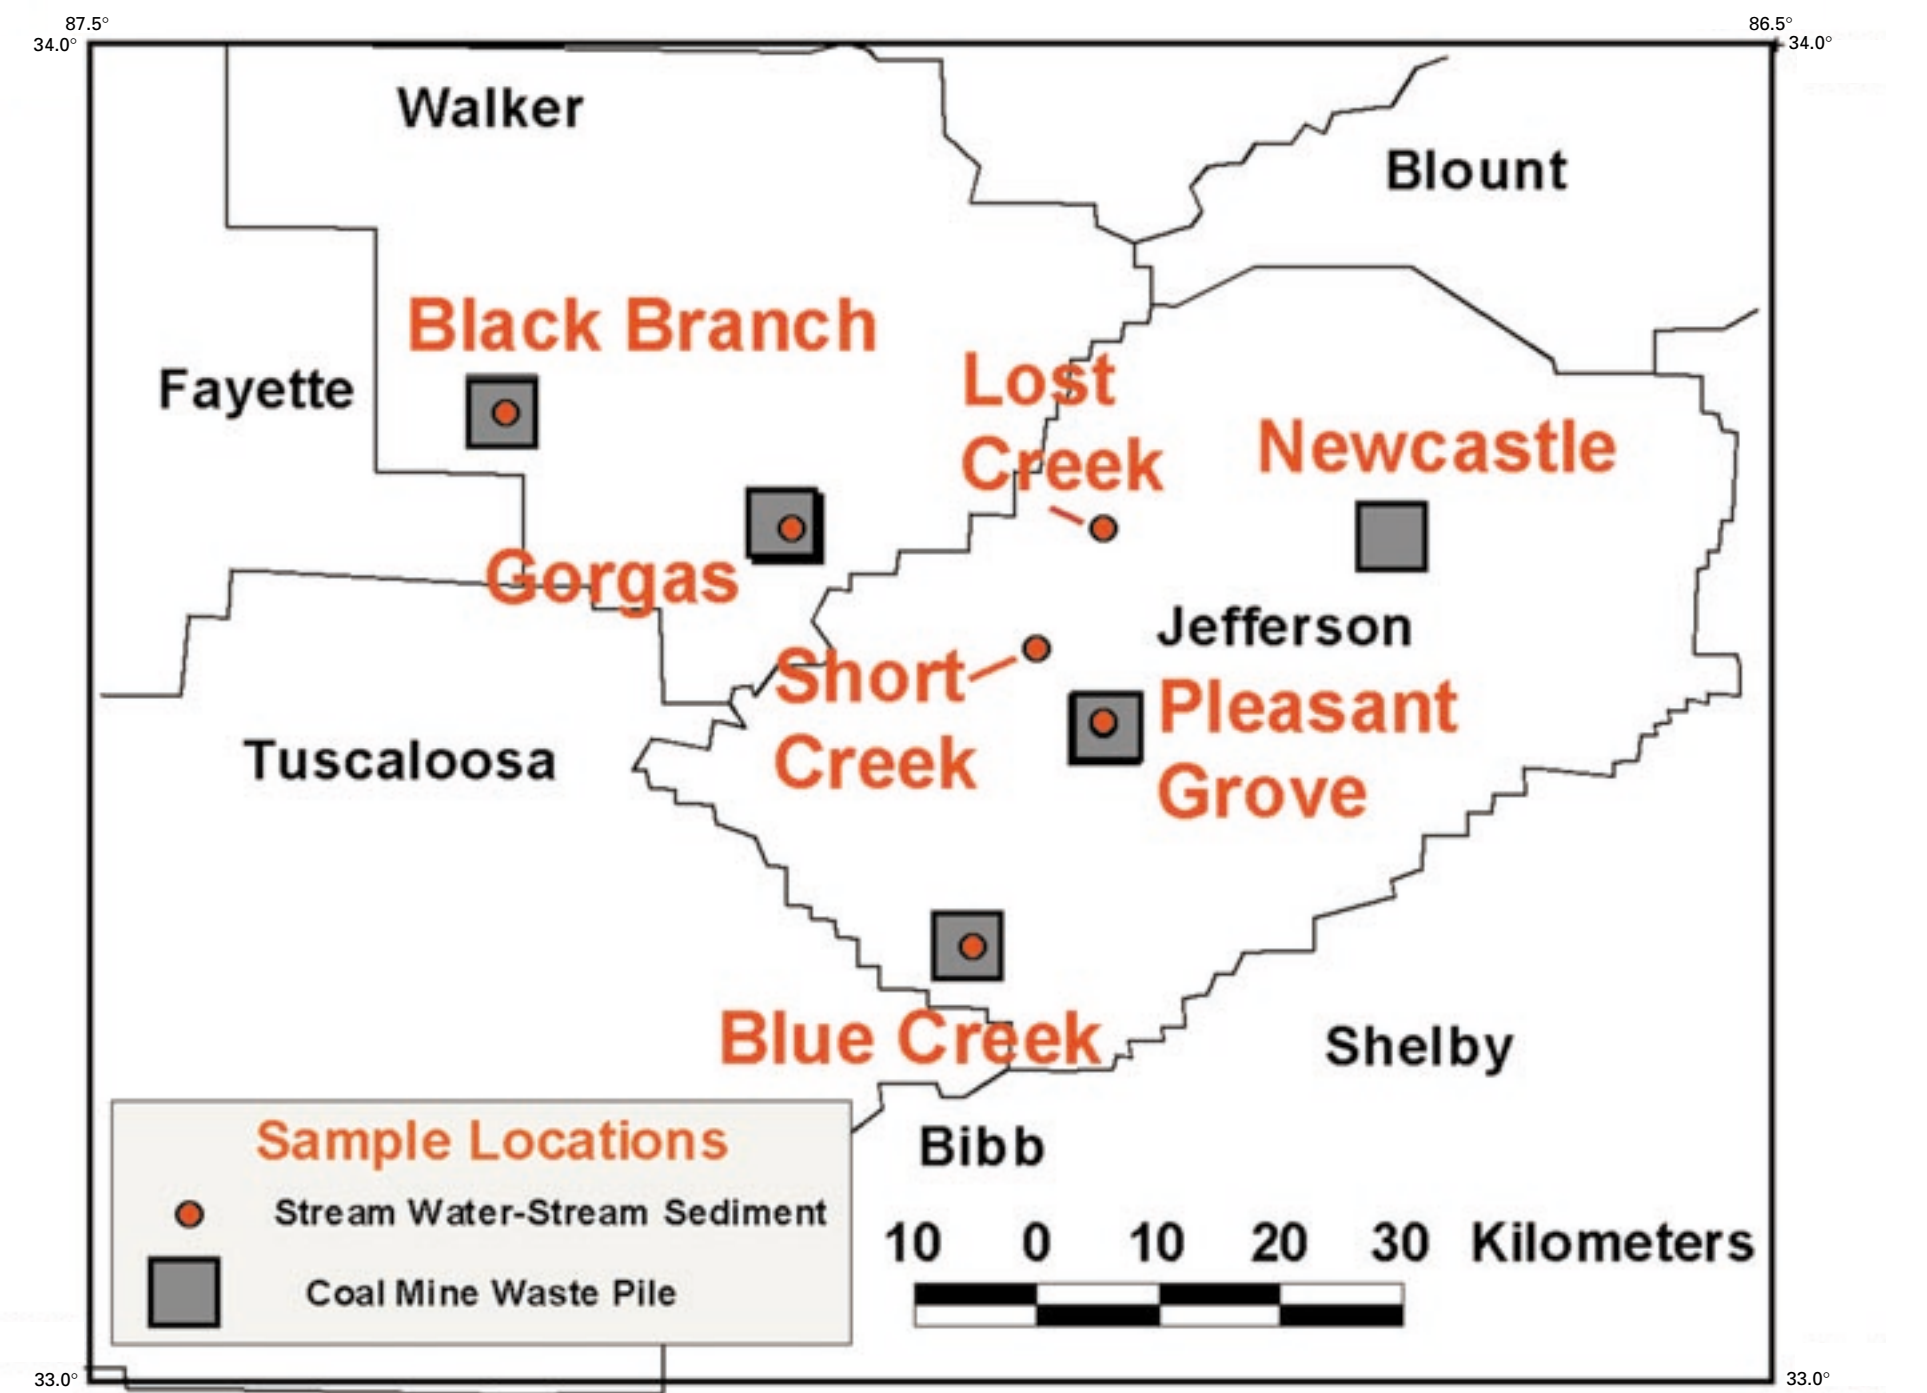 87.5°
86.5°
34.0°
34.0°
Walker
Blount
Black Branch
Lost
Creek
Fayette
Newcastle
Gorgas
Jefferson
Short
Creek
Pleasant
Grove
Tuscaloosa
Blue Creek
Shelby
Bibb
Sample Locations
Stream Water-Stream Sediment
Coal Mine Waste Pile
10 0 10 20 30 Kilometers
33.0°
33.0°